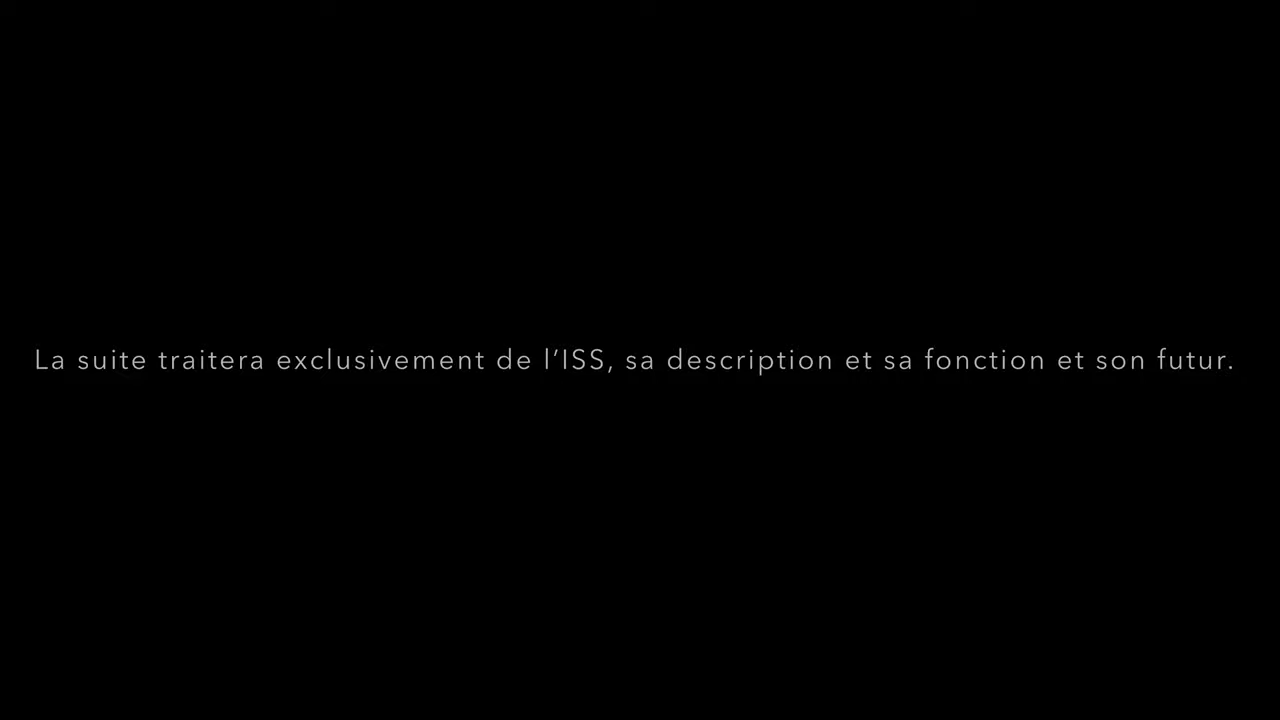 La suite traitera exclusivement de l’ISS, sa description et sa fonction et son futur.